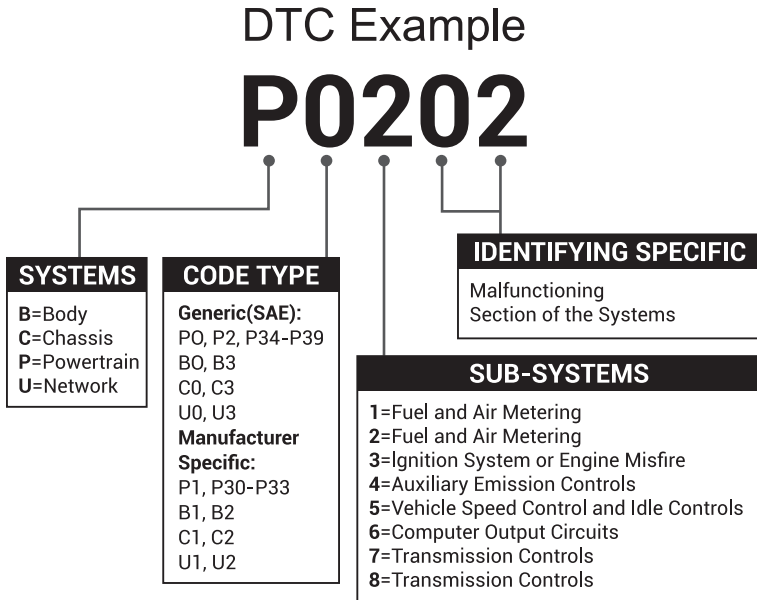 DTC Example
P0202
SYSTEMS
B=Body
C=Chassis
P=Powertrain
U=Network
CODE TYPE
Generic(SAE):
PO, P2, P34-P39
BO, B3
C0, C3
U0, U3
Manufacturer
Specific:
P1, P30-P33
B1, B2
C1, C2
U1, U2
IDENTIFYING SPECIFIC
Malfunctioning
Section of the Systems
SUB-SYSTEMS
1=Fuel and Air Metering
2=Fuel and Air Metering
3=Ignition System or Engine Misfire
4=Auxiliary Emission Controls
5=Vehicle Speed Control and Idle Controls
6=Computer Output Circuits
7=Transmission Controls
8=Transmission Controls